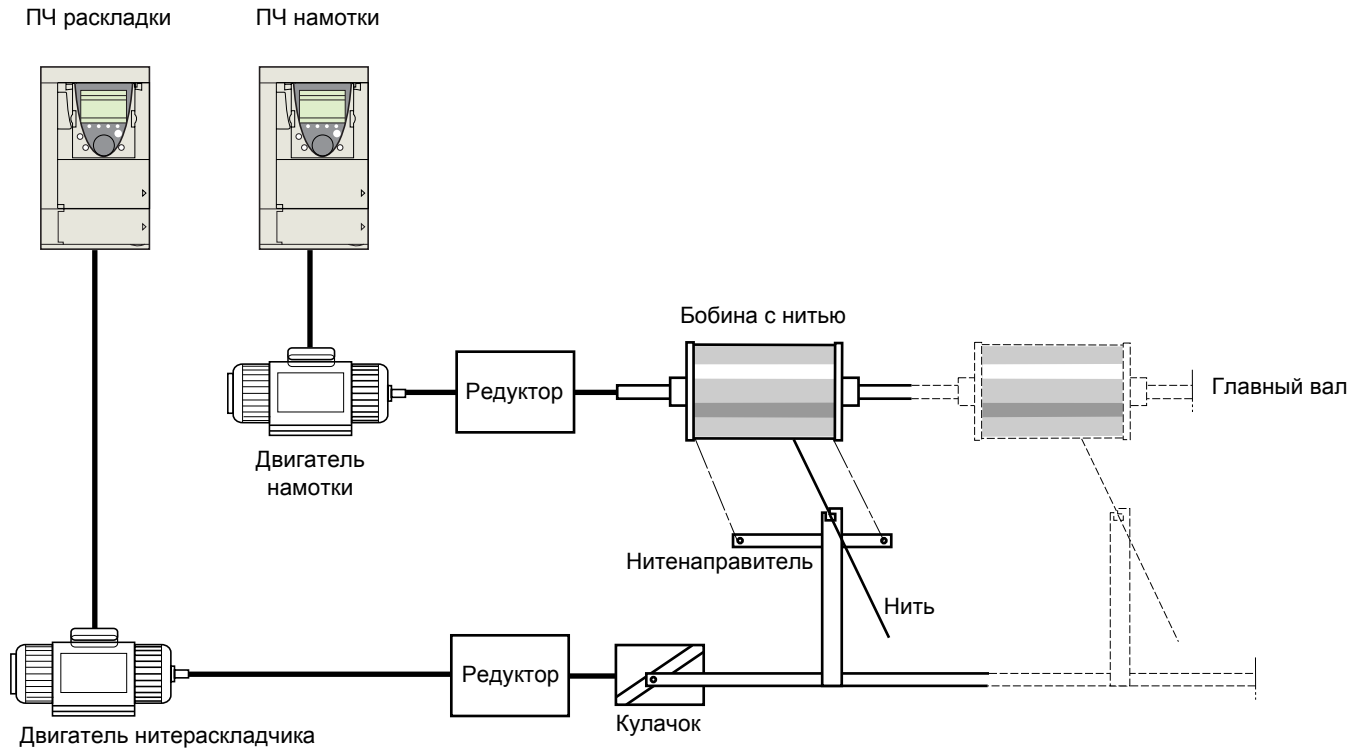 ПЧ раскладки
ПЧ намотки
Бобина с нитью
Редуктор
Главный вал
Двигатель
намотки
Нитенаправитель
Нить
Редуктор
Кулачок
Двигатель нитераскладчика